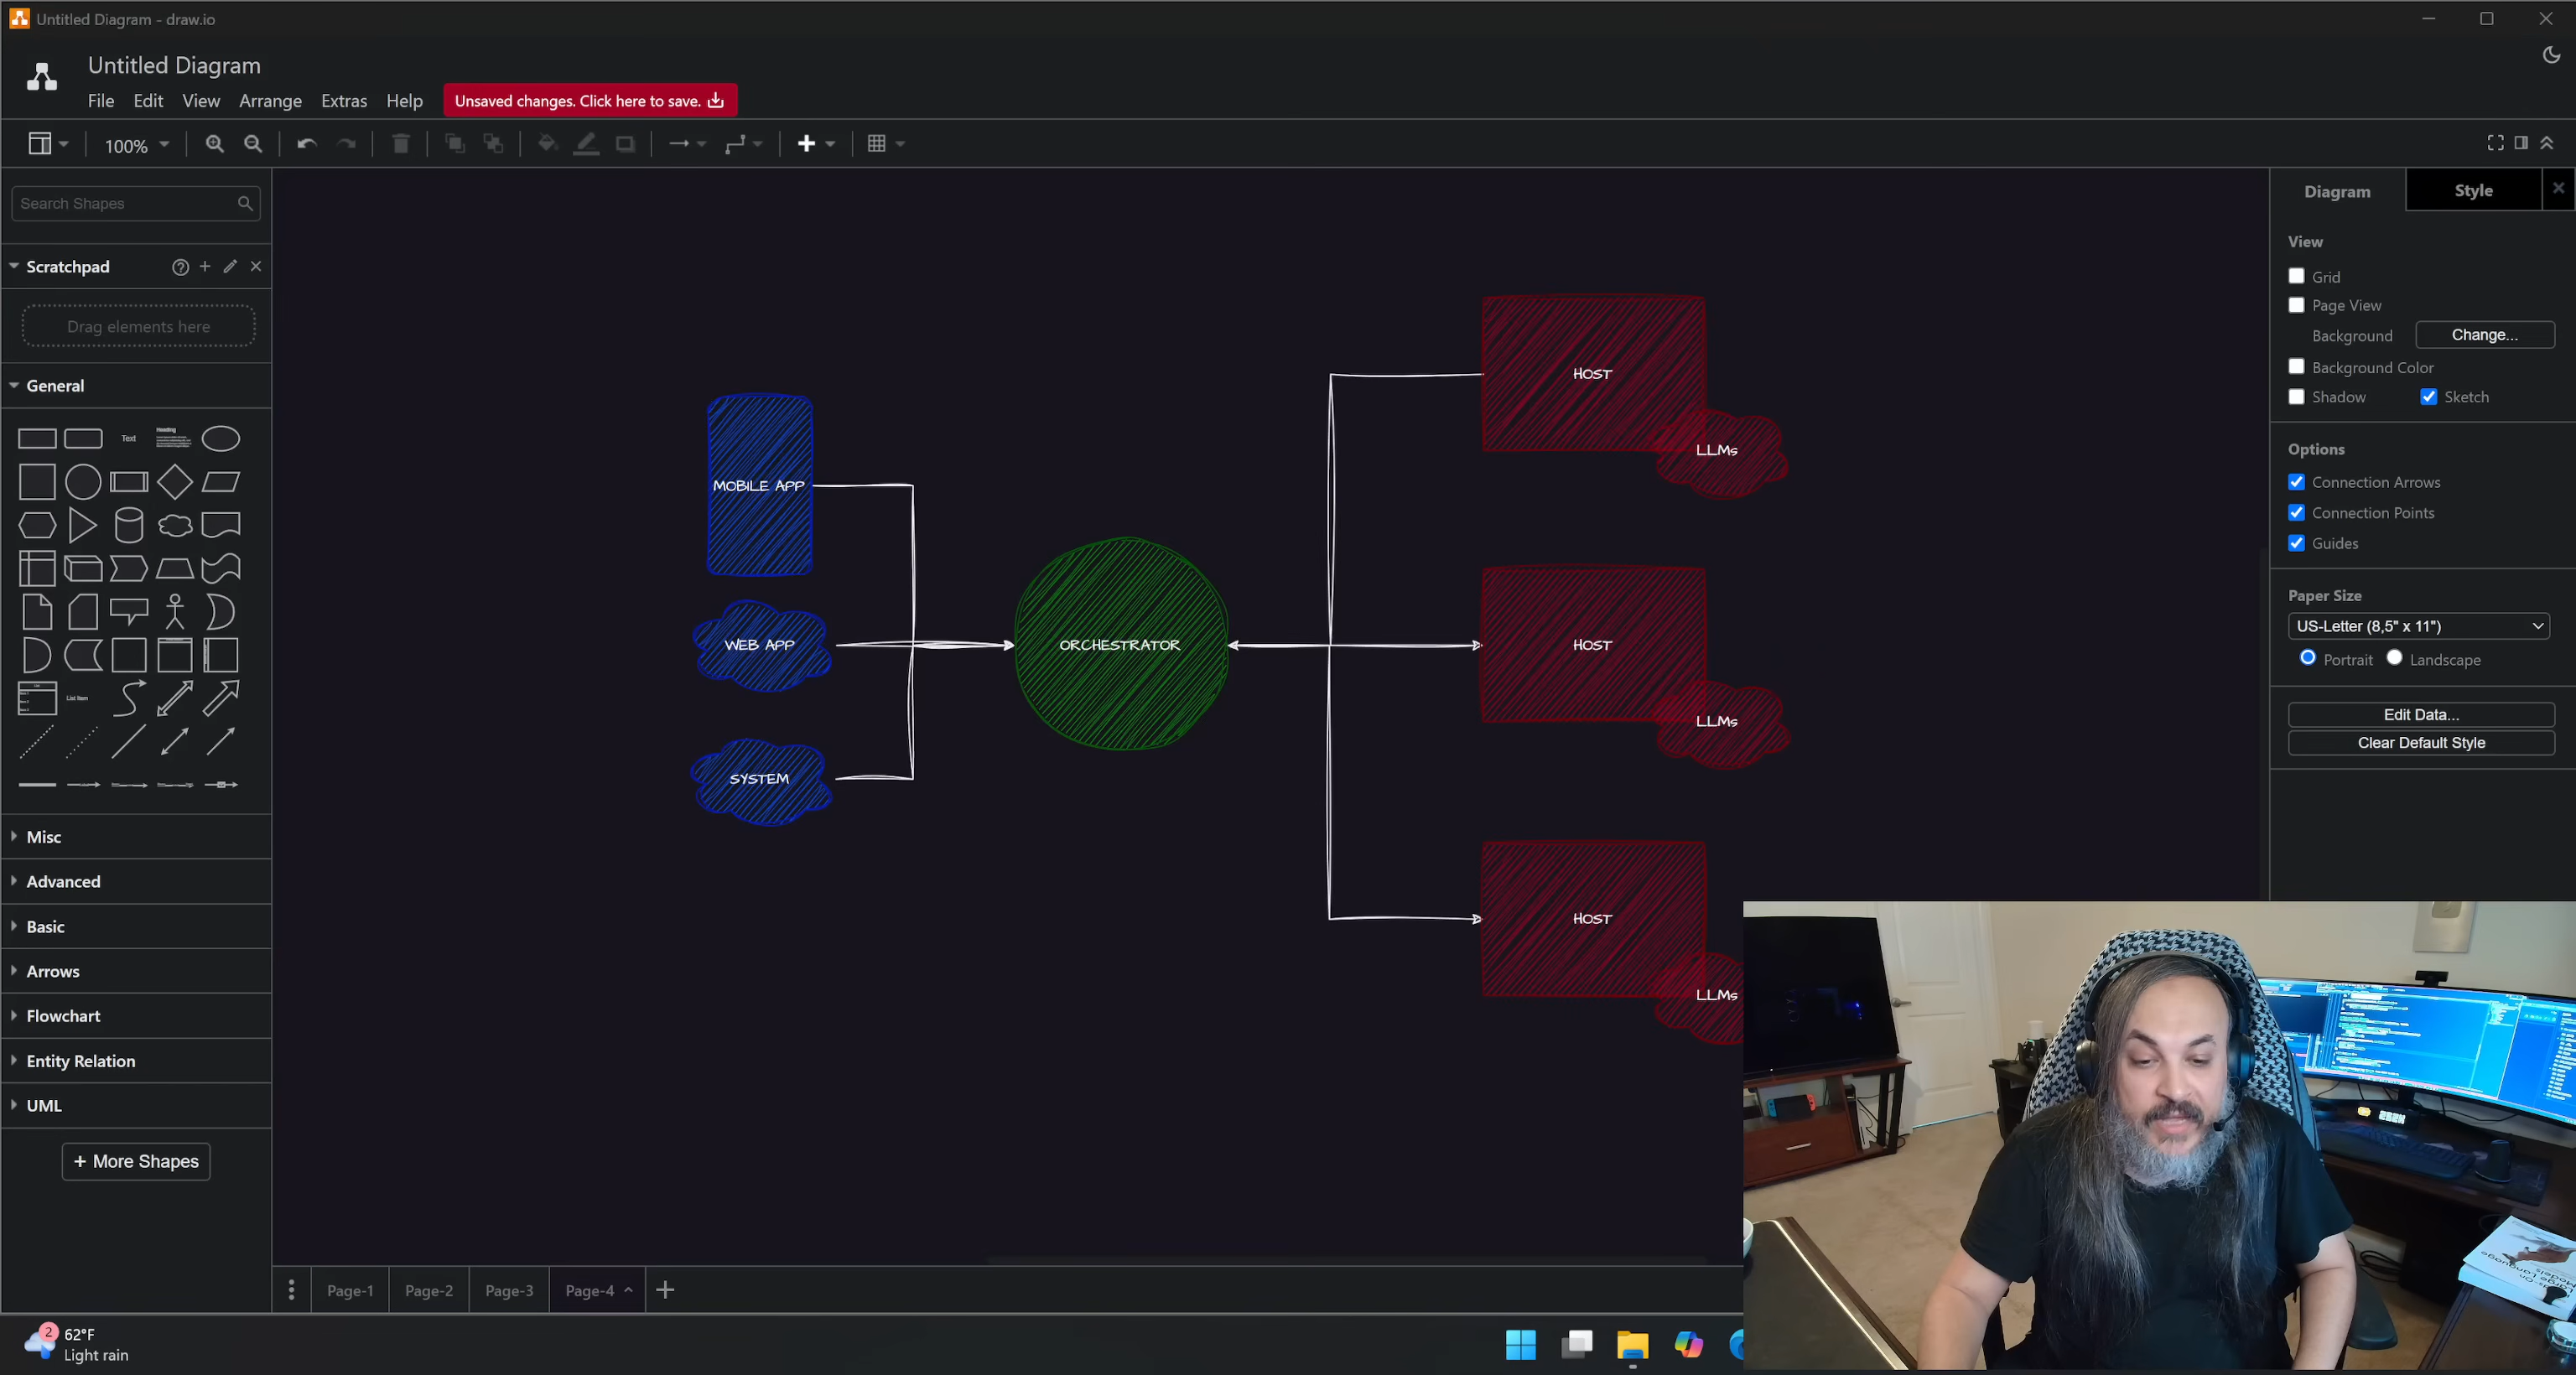 Untitled Diagram - draw.io
Untitled Diagram
File Edit View Arrange Extras Help Unsaved changes. Click here to save.
100%
Search Shapes
Scratchpad
Drag elements here
General
Text
Heading
List Item
Misc
Advanced
Basic
Arrows
Flowchart
Entity Relation
UML
+ More Shapes
MOBILE APP
WEB APP
SYSTEM
ORCHESTRATOR
HOST
LLMs
HOST
LLMs
HOST
LLMs
Diagram Style
View
Grid
Page View
Background Change...
Background Color
Shadow Sketch
Options
Connection Arrows
Connection Points
Guides
Paper Size
US-Letter (8,5" x 11")
Portrait Landscape
Edit Data...
Clear Default Style
Page-1 Page-2 Page-3 Page-4
2
62°F
Light rain